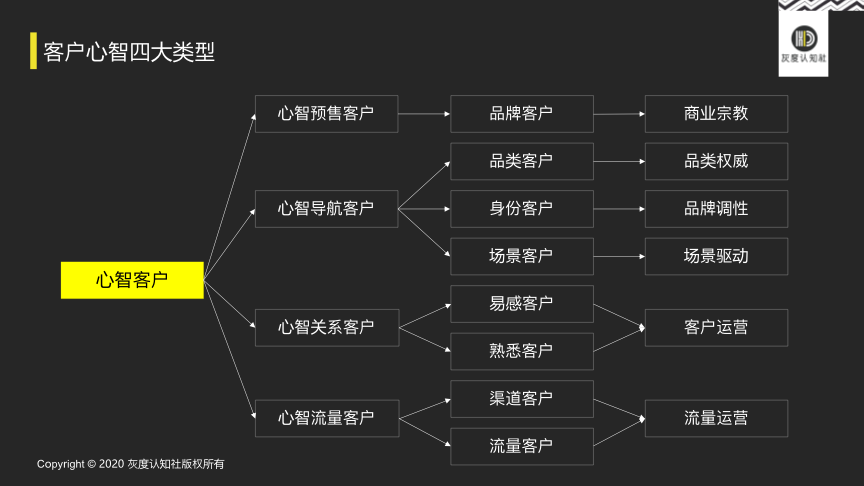 客户心智四大类型
灰度认知社
心智预售客户
品牌客户
商业宗教
品类客户
品类权威
心智导航客户
身份客户
品牌调性
场景客户
场景驱动
心智客户
易感客户
心智关系客户
客户运营
熟悉客户
渠道客户
心智流量客户
流量运营
流量客户
Copyright © 2020 灰度认知社版权所有